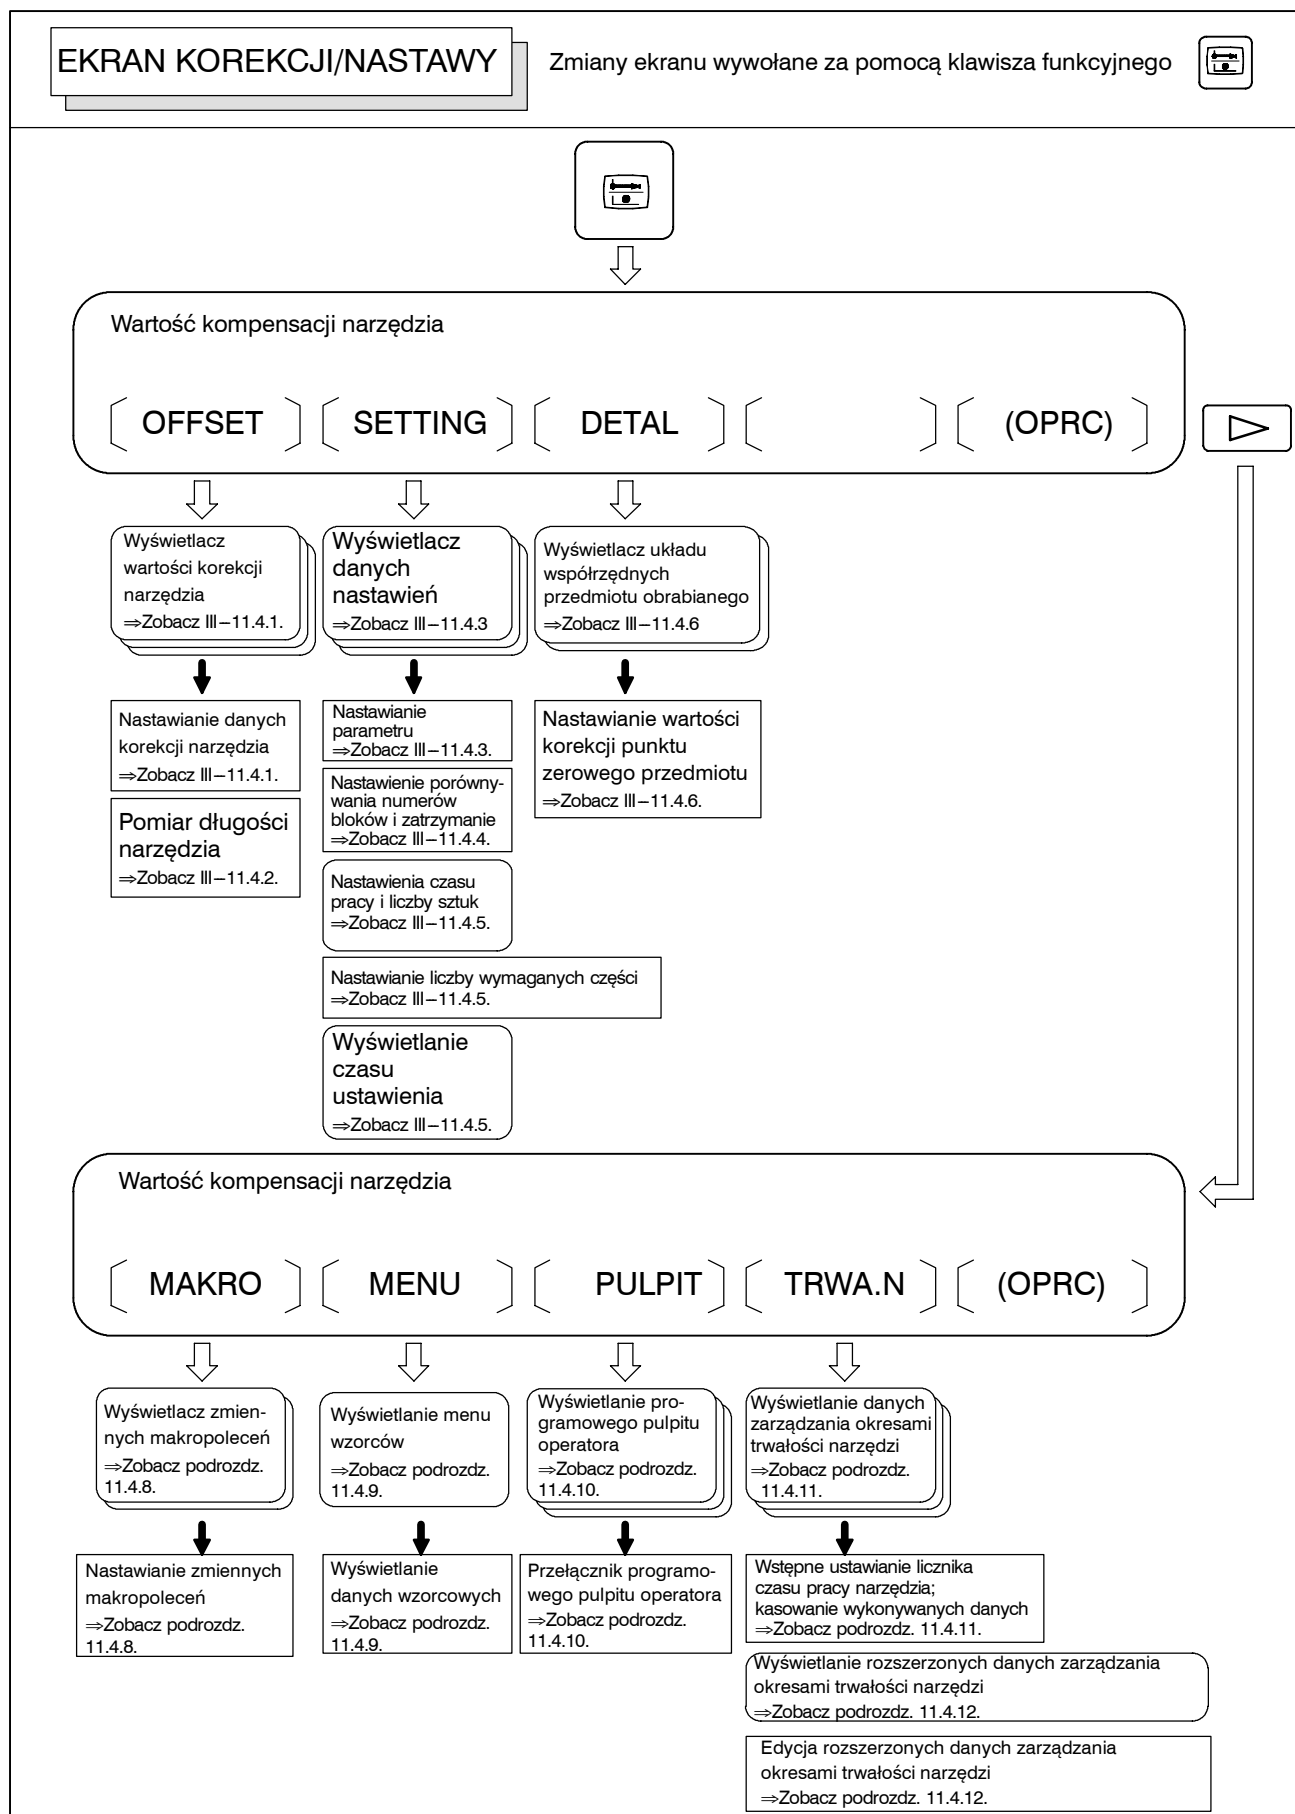 EKRAN KOREKCJI/NASTAWY
Zmiany ekranu wywołane za pomocą klawisza funkcyjnego
Wartość kompensacji narzędzia
OFFSET
SETTING
DETAL
(OPRC)
Wyświetlacz
wartości korekcji
narzędzia
⇒Zobacz III–11.4.1.
Wyświetlacz
danych
nastawień
⇒Zobacz III–11.4.3
Wyświetlacz układu
współrzędnych
przedmiotu obrabianego
⇒Zobacz III–11.4.6
Nastawianie danych
korekcji narzędzia
⇒Zobacz III–11.4.1.
Pomiar długości
narzędzia
⇒Zobacz III–11.4.2.
Nastawianie
parametru
⇒Zobacz III–11.4.3.
Nastawienie porówny-
wania numerów
bloków i zatrzymanie
⇒Zobacz III–11.4.4.
Nastawienia czasu
pracy i liczby sztuk
⇒Zobacz III–11.4.5.
Nastawianie liczby wymaganych części
⇒Zobacz III–11.4.5.
Wyświetlanie
czasu
ustawienia
⇒Zobacz III–11.4.5.
Nastawianie wartości
korekcji punktu
zerowego przedmiotu
⇒Zobacz III–11.4.6.
Wartość kompensacji narzędzia
MAKRO
MENU
PULPIT
TRWA.N
(OPRC)
Wyświetlacz zmien-
nych makropoleceń
⇒Zobacz podrozdz.
11.4.8.
Wyświetlanie menu
wzorców
⇒Zobacz podrozdz.
11.4.9.
Wyświetlanie pro-
gramowego pulpitu
operatora
⇒Zobacz podrozdz.
11.4.10.
Wyświetlanie danych
zarządzania okresami
trwałości narzędzi
⇒Zobacz podrozdz.
11.4.11.
Nastawianie zmiennych
makropoleceń
⇒Zobacz podrozdz.
11.4.8.
Wyświetlanie
danych wzorcowych
⇒Zobacz podrozdz.
11.4.9.
Przełącznik programo-
wego pulpitu operatora
⇒Zobacz podrozdz.
11.4.10.
Wstępne ustawianie licznika
czasu pracy narzędzia;
kasowanie wykonywanych danych
⇒Zobacz podrozdz. 11.4.11.
Wyświetlanie rozszerzonych danych zarządzania
okresami trwałości narzędzi
⇒Zobacz podrozdz. 11.4.12.
Edycja rozszerzonych danych zarządzania
okresami trwałości narzędzi
⇒Zobacz podrozdz. 11.4.12.